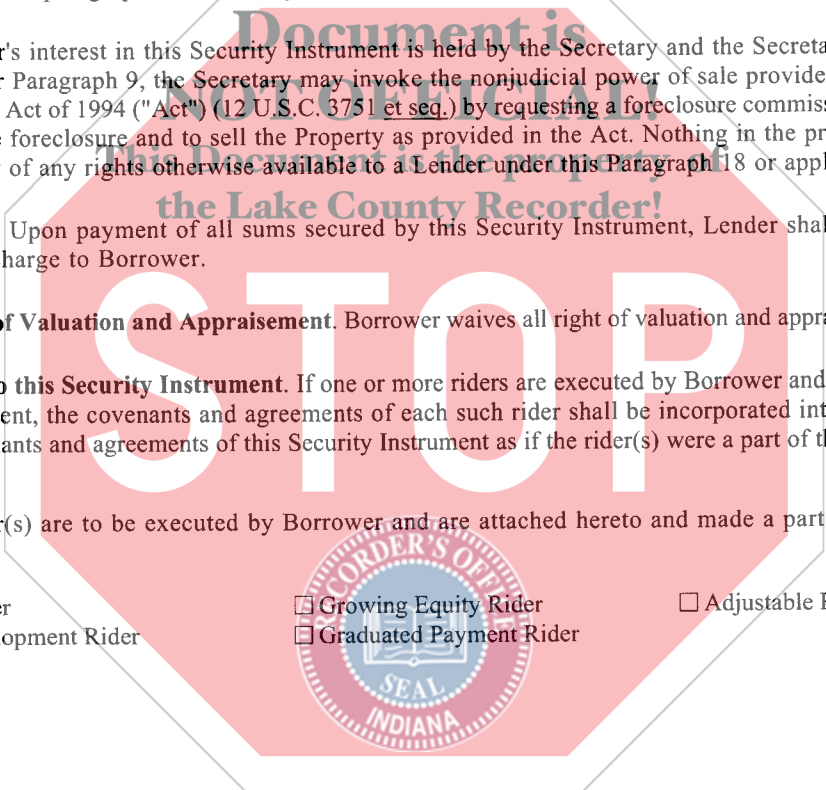 Document is
r's interest in this Security Instrument is held by the Secretary and the Secreta
r Paragraph 9, the Secretary may invoke the nonjudicial power of sale provide
NOT OFFICIAL!
Act of 1994 ("Act") (12 U.S.C. 3751 et seq.) by requesting a foreclosure commiss
e foreclosure and to sell the Property as provided in the Act. Nothing in the pr
This Document is the property of
y of any rights otherwise available to a Lender under this Paragraph 18 or appl
the Lake County Recorder!
Upon payment of all sums secured by this Security Instrument, Lender shal
harge to Borrower.
of Valuation and Appraisement. Borrower waives all right of valuation and appra
STOP
o this Security Instrument. If one or more riders are executed by Borrower and
ent, the covenants and agreements of each such rider shall be incorporated int
ants and agreements of this Security Instrument as if the rider(s) were a part of th
r(s) are to be executed by Borrower and are attached hereto and made a part
RECORDER'S OFFICE
er ☐ Growing Equity Rider ☐ Adjustable R
opment Rider ☐ Graduated Payment Rider
SEAL
INDIANA